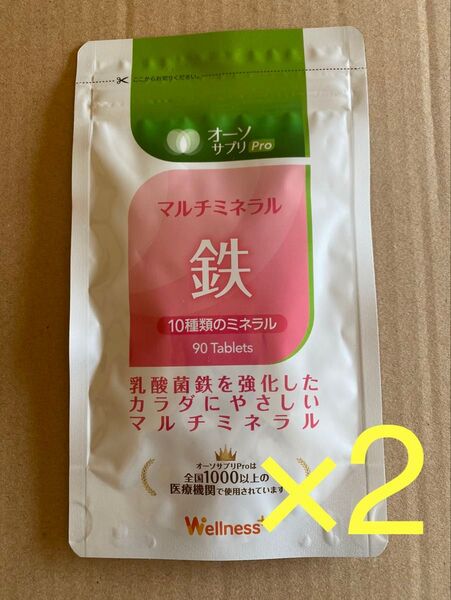 ここからお切りください。
オーソ
サプリ Pro
マルチミネラル
鉄
10種類のミネラル
90 Tablets
乳酸菌鉄を強化した
カラダにやさしい
マルチミネラル
オーソサプリProは
全国1000以上の
医療機関で使用されています
Wellness+
×2